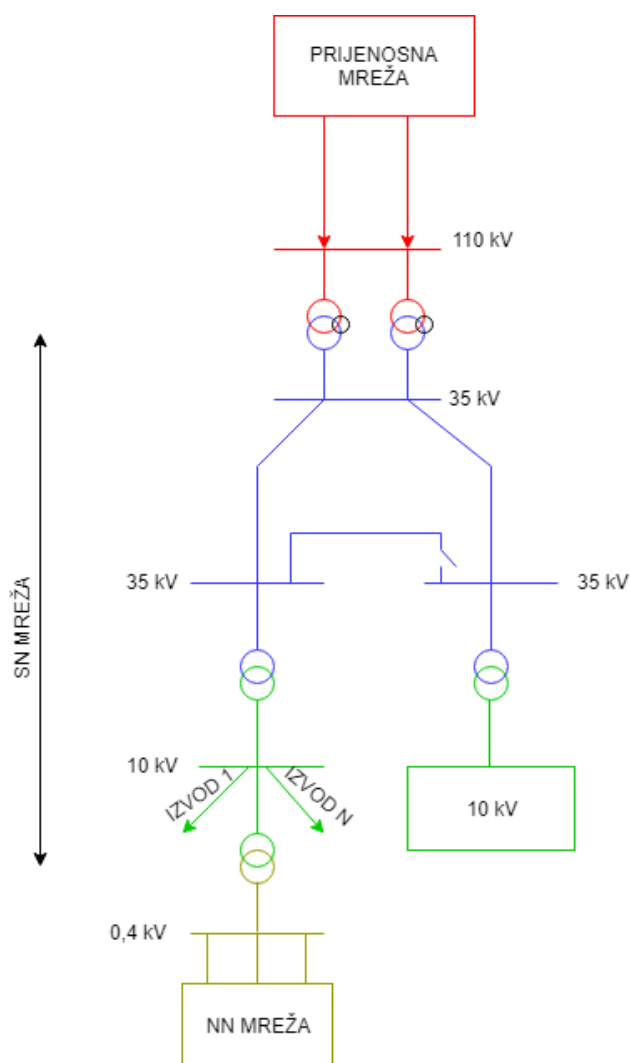 PRIJENOSNA
MREŽA
110 kV
35 kV
35 kV
35 kV
SN MREŽA
10 kV
IZVOD 1
IZVOD N
10 kV
0,4 kV
NN MREŽA